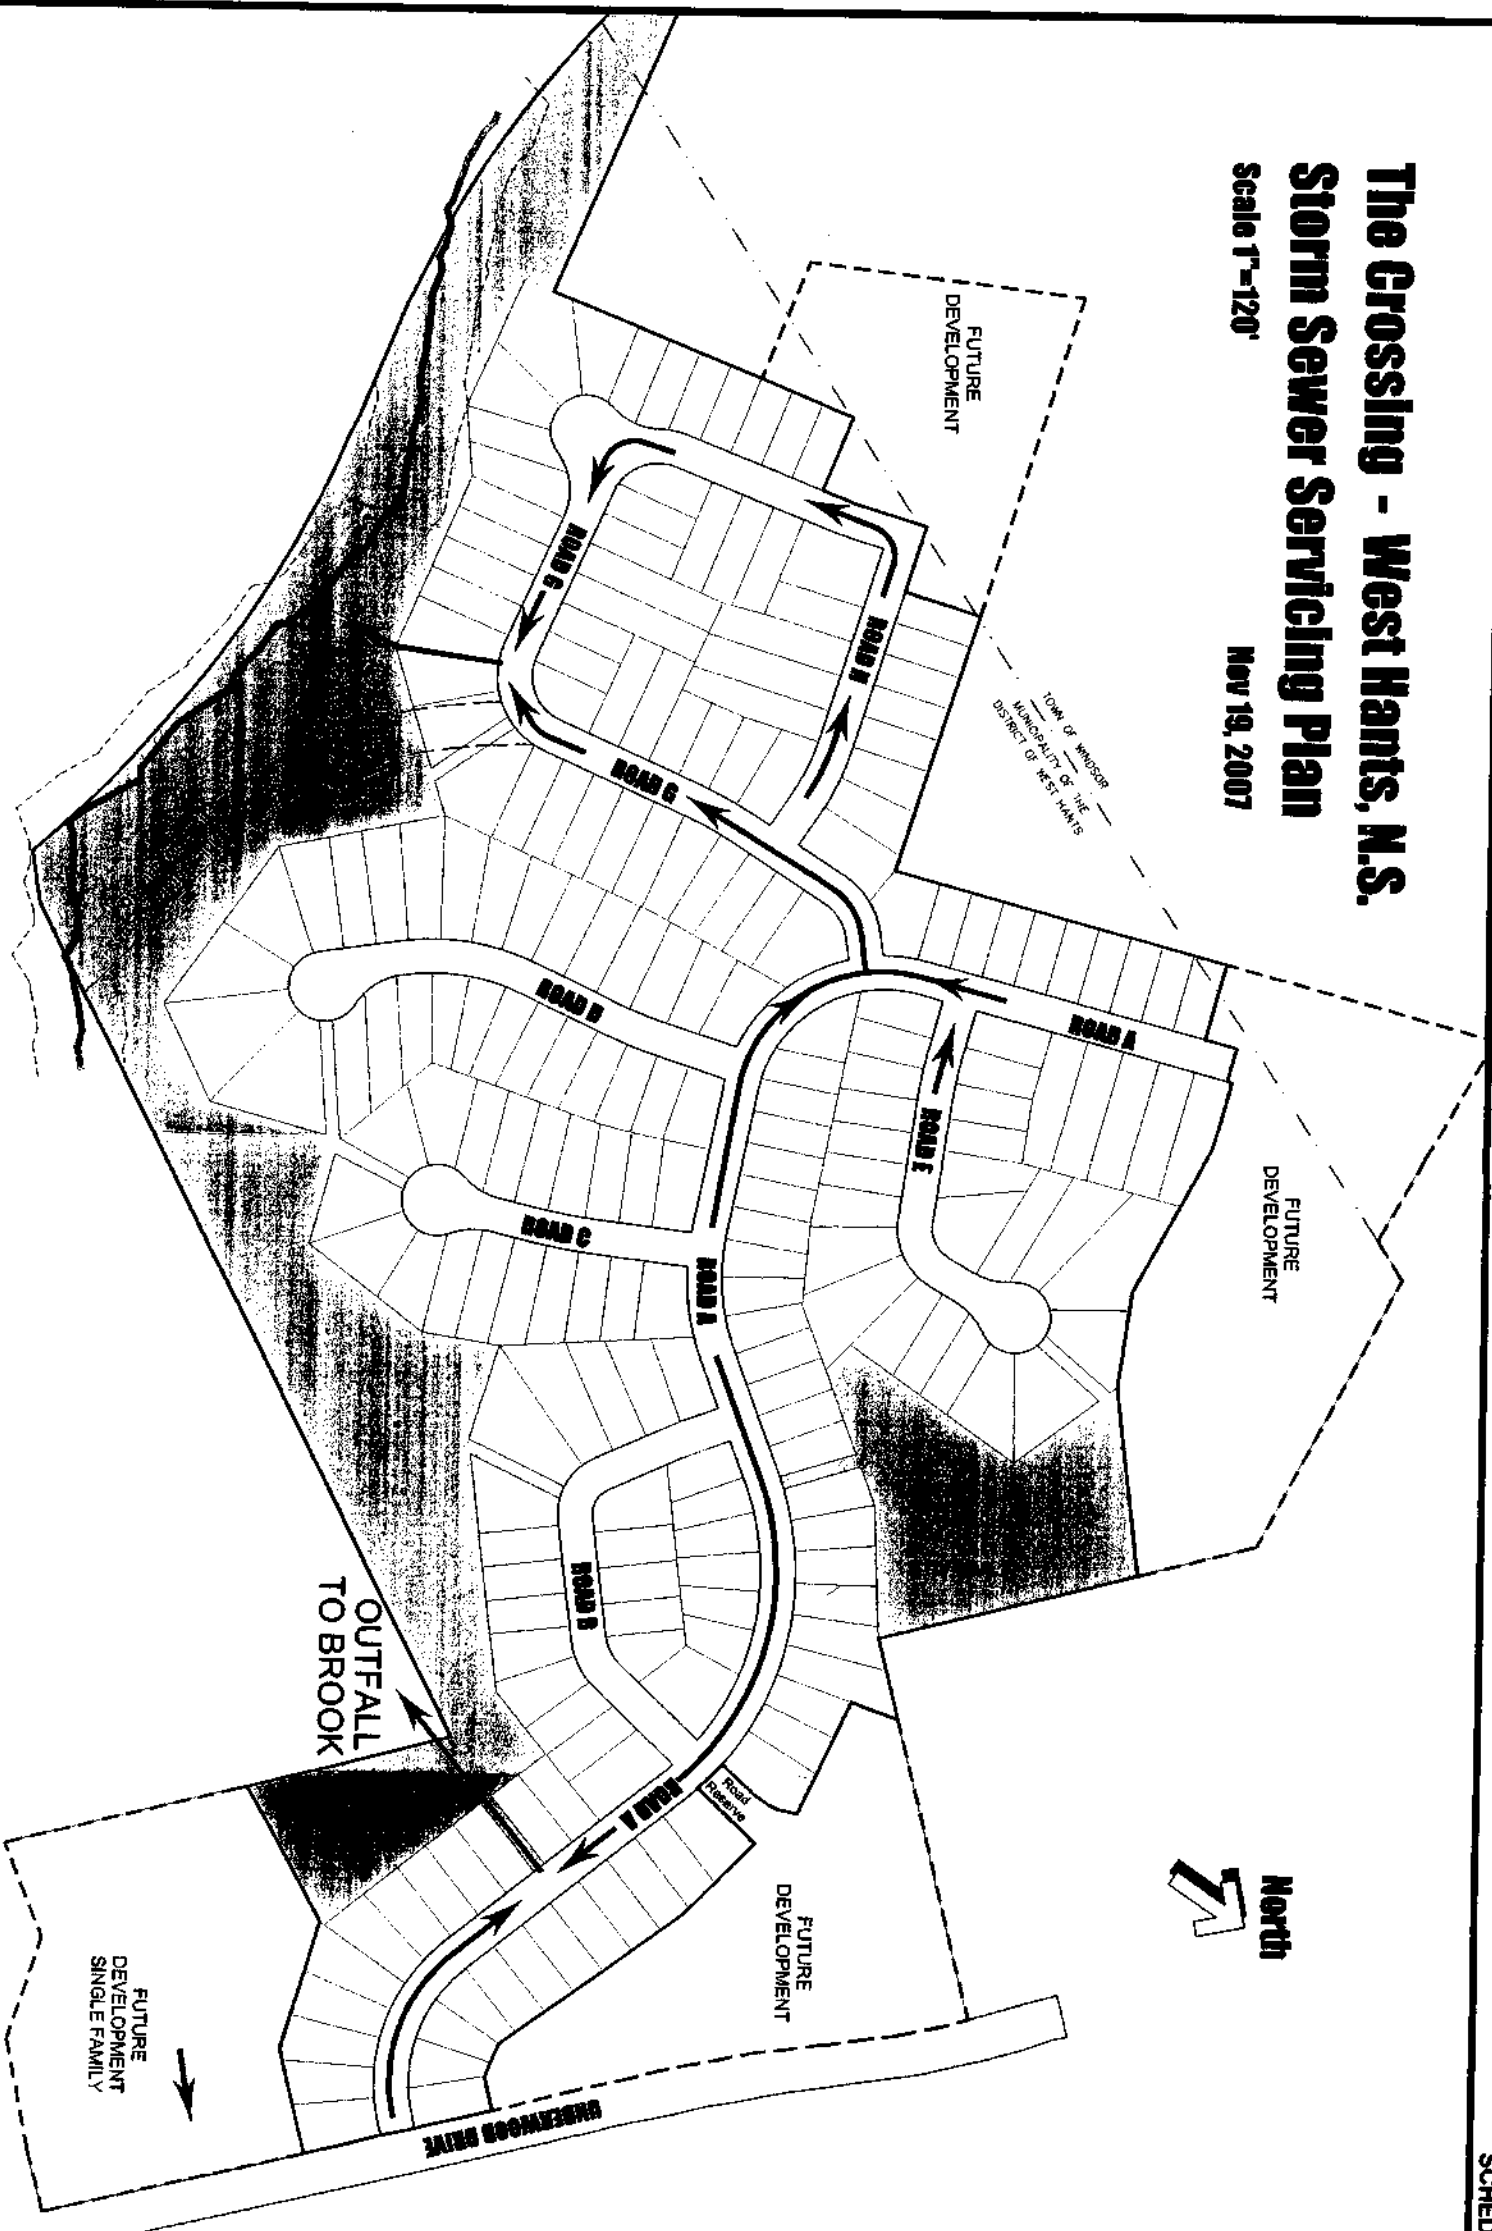 The Crossing - West Hants, N.S.
Storm Sewer Servicing Plan
Scale 1"=120'
Nov 19, 2007
SCHED
FUTURE
DEVELOPMENT
TOWN OF WINDSOR
MUNICIPALITY OF THE
DISTRICT OF WEST HANTS
FUTURE
DEVELOPMENT
North
ROAD H
ROAD G
ROAD G
ROAD A
ROAD E
ROAD D
ROAD C
ROAD A
ROAD B
ROAD A
Road
Reserve
OUTFALL
TO BROOK
FUTURE
DEVELOPMENT
FUTURE
DEVELOPMENT
SINGLE FAMILY
UNDERWOOD DRIVE